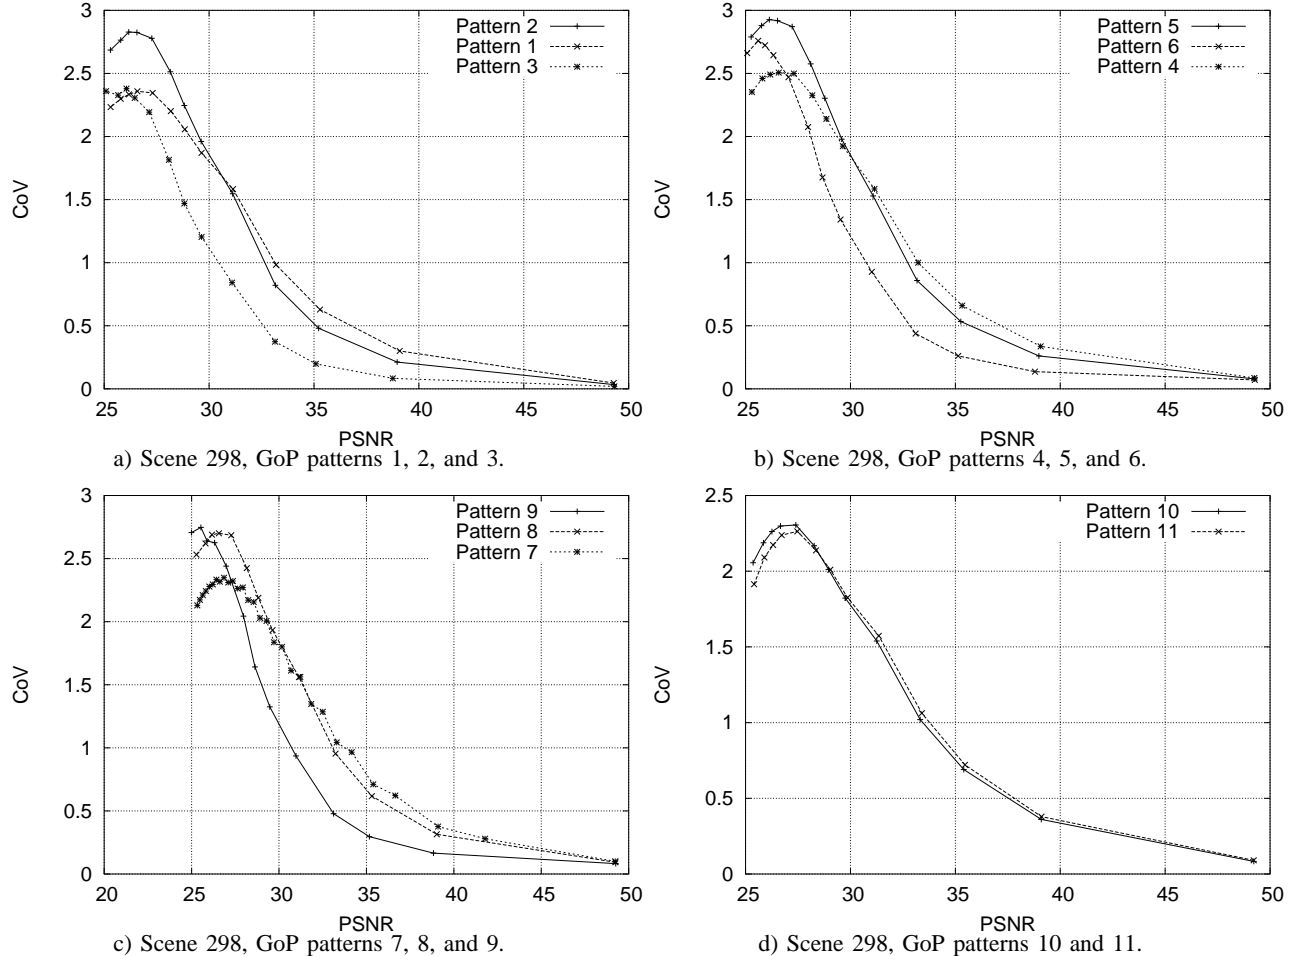 3
2.5
2
1.5
1
0.5
0
CoV
25 30 35 40 45 50
PSNR
Pattern 2
Pattern 1
Pattern 3
a) Scene 298, GoP patterns 1, 2, and 3.
3
2.5
2
1.5
1
0.5
0
CoV
25 30 35 40 45 50
PSNR
Pattern 5
Pattern 6
Pattern 4
b) Scene 298, GoP patterns 4, 5, and 6.
3
2.5
2
1.5
1
0.5
0
CoV
20 25 30 35 40 45 50
PSNR
Pattern 9
Pattern 8
Pattern 7
c) Scene 298, GoP patterns 7, 8, and 9.
2.5
2
1.5
1
0.5
0
CoV
25 30 35 40 45 50
PSNR
Pattern 10
Pattern 11
d) Scene 298, GoP patterns 10 and 11.